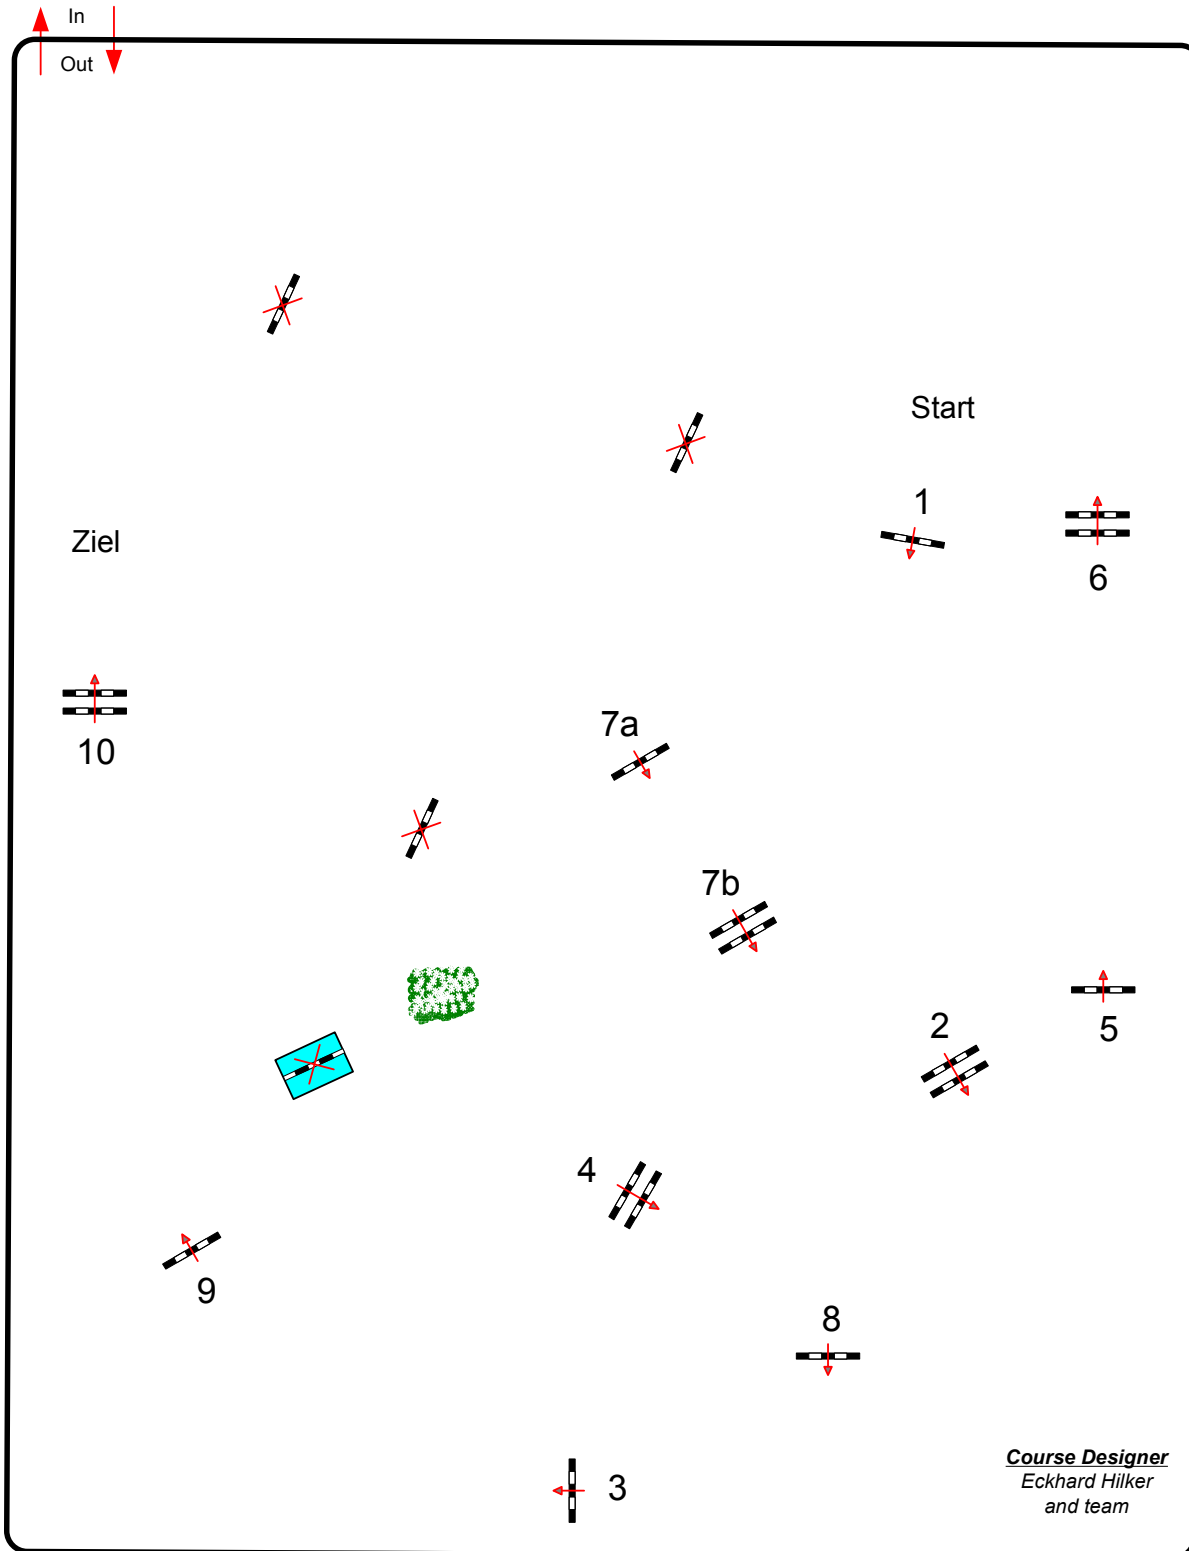 In
Out
Start
1
Ziel
6
7a
10
7b
2
5
4
9
8
3
Course Designer
Eckhard Hilker
and team